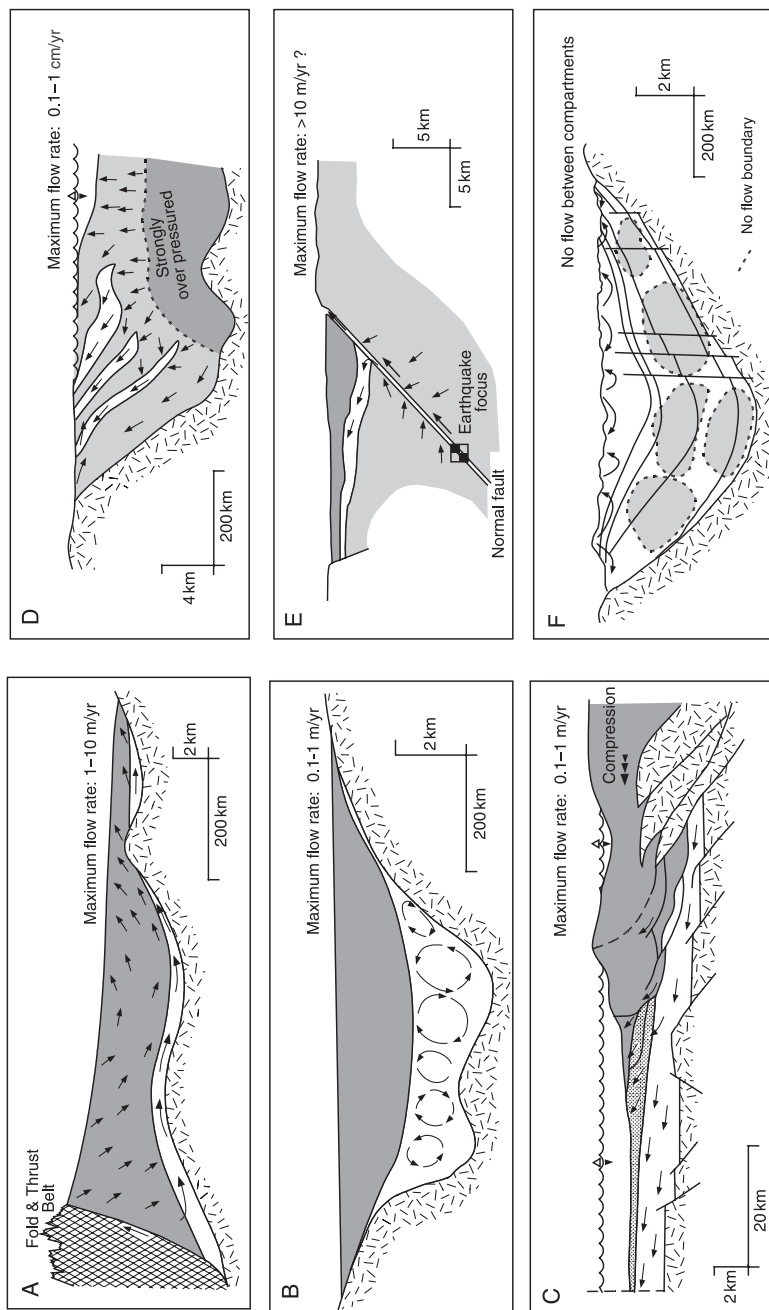 A
Fold & Thrust
Belt
Maximum flow rate: 1–10 m/yr
2 km
200 km
B
Maximum flow rate: 0.1-1 m/yr
2 km
200 km
C
Maximum flow rate: 0.1–1 m/yr
Compression
2 km
20 km
D
Maximum flow rate: 0.1–1 cm/yr
Strongly
over pressured
4 km
200 km
E
Maximum flow rate: >10 m/yr ?
Earthquake
focus
Normal fault
5 km
5 km
F
No flow between compartments
2 km
200 km
No flow boundary